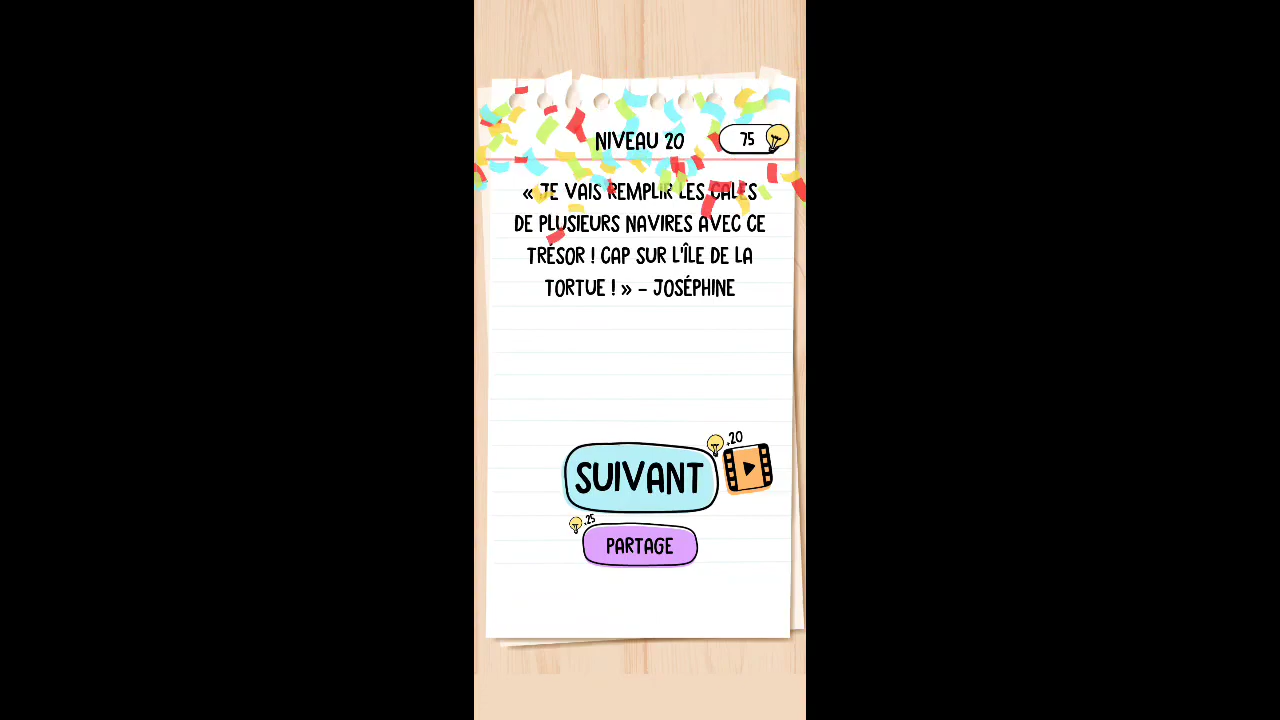 NIVEAU 20
75
« JE VAIS REMPLIR LES CALES
DE PLUSIEURS NAVIRES AVEC CE
TRÉSOR ! CAP SUR L'ÎLE DE LA
TORTUE ! » - JOSÉPHINE
.20
SUIVANT
.25
PARTAGE